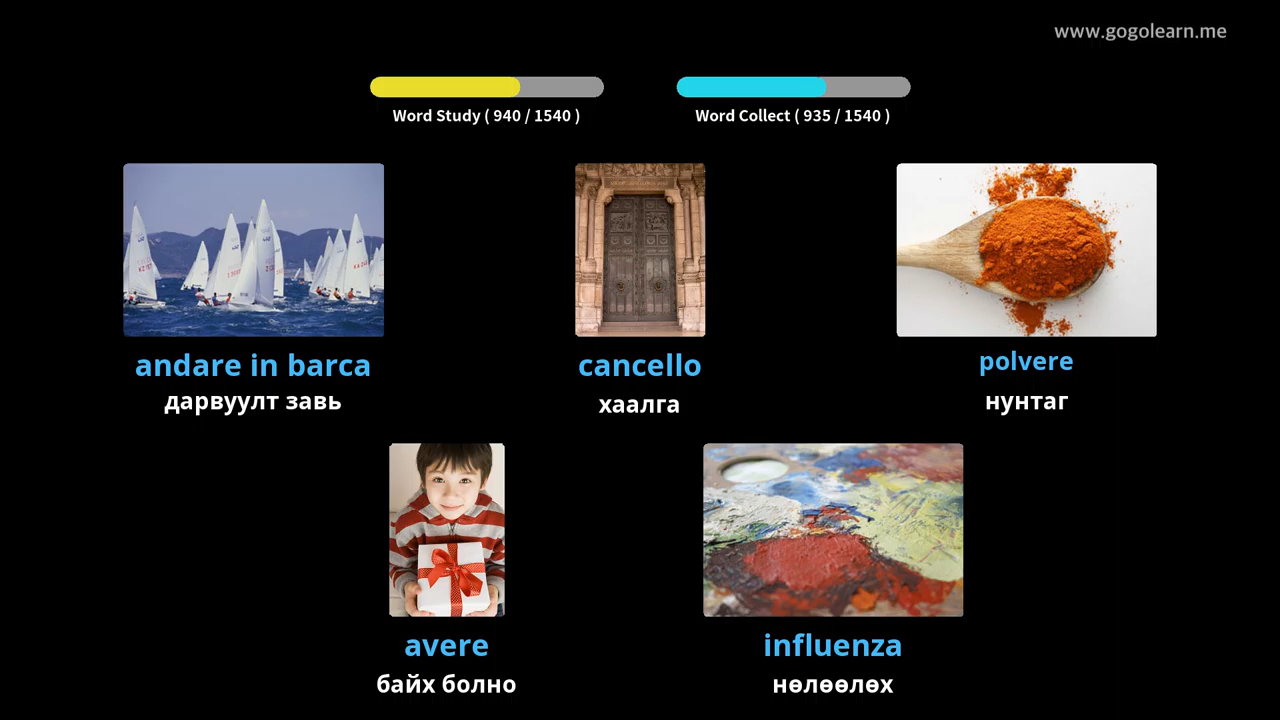 www.gogolearn.me
Word Study ( 940 / 1540 )
Word Collect ( 935 / 1540 )
andare in barca
дарвуулт завь
cancello
хаалга
polvere
нунтаг
avere
байх болно
influenza
нөлөөлөх